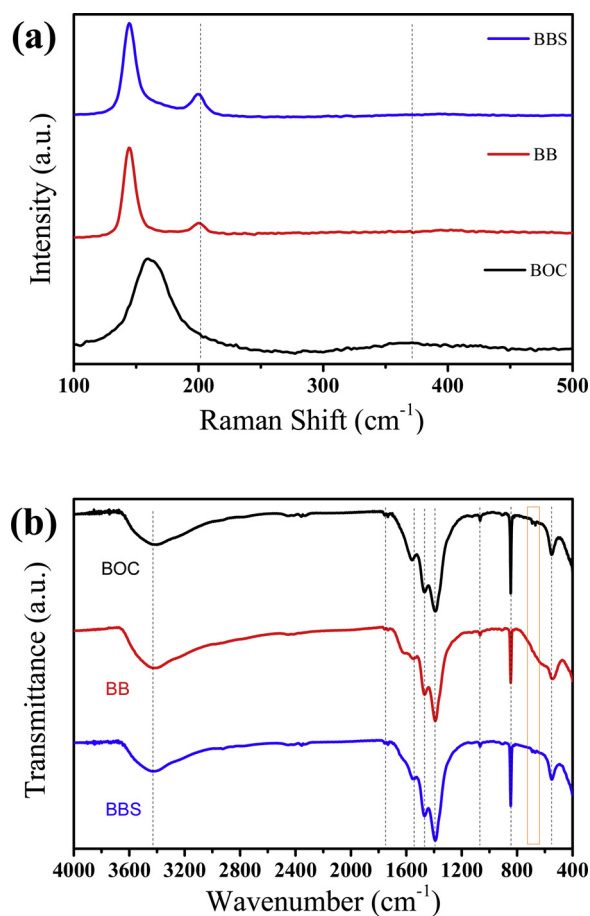 (a)
BBS
BB
BOC
Intensity (a.u.)
100 200 300 400 500
Raman Shift (cm⁻¹)
(b)
BOC
BB
BBS
Transmittance (a.u.)
4000 3600 3200 2800 2400 2000 1600 1200 800 400
Wavenumber (cm⁻¹)